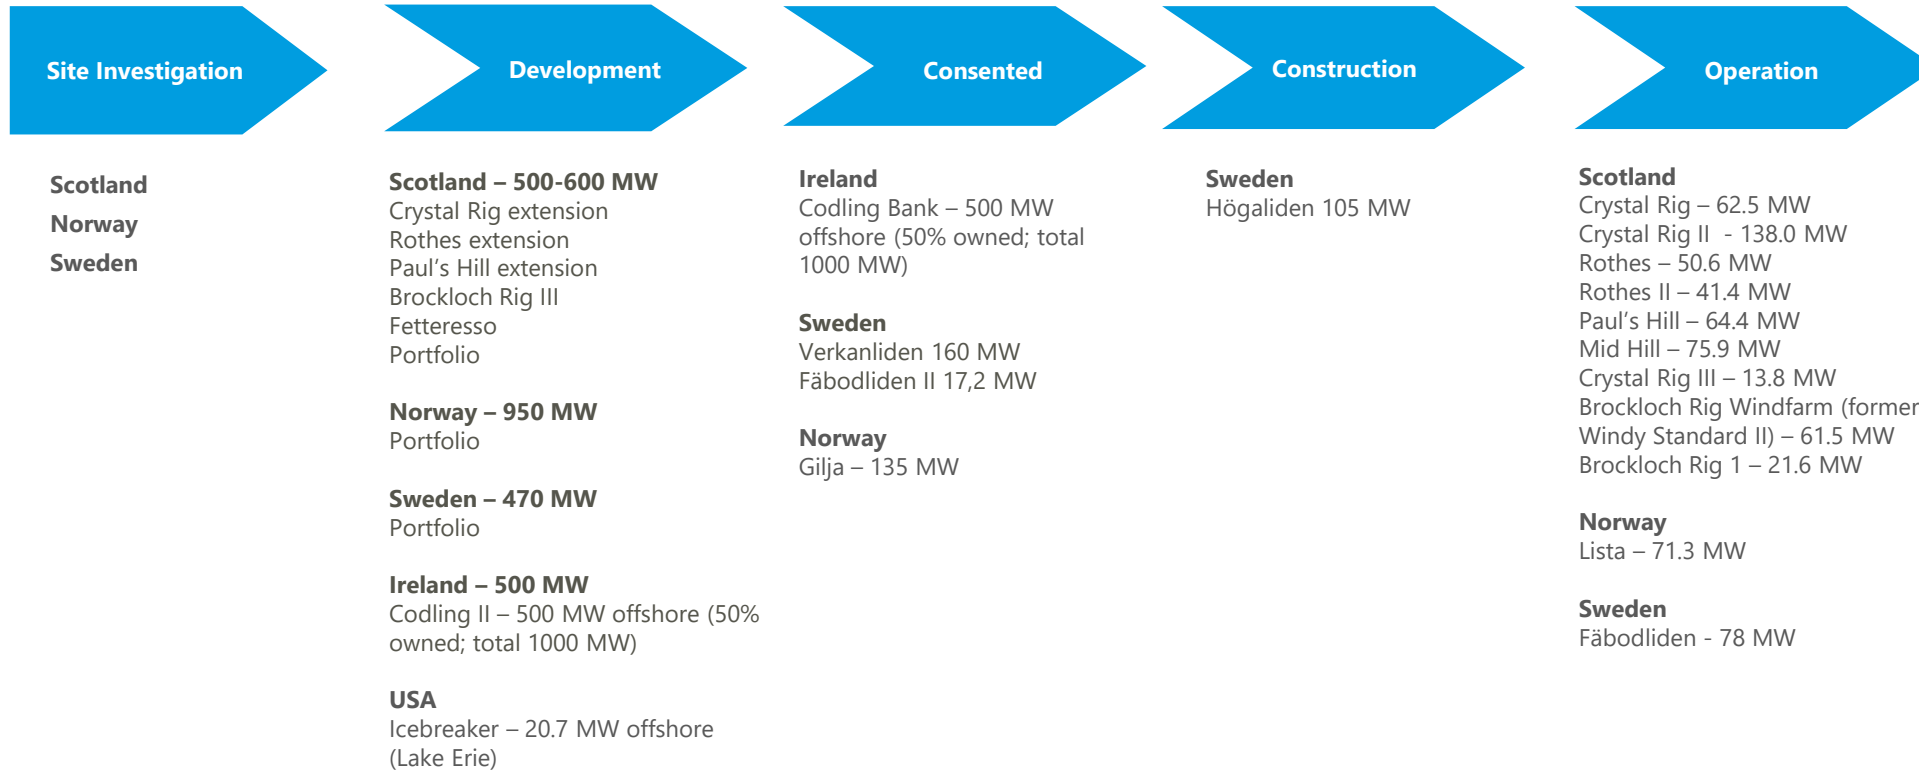 Site Investigation
Development
Consented
Construction
Operation
Scotland
Norway
Sweden
Scotland – 500-600 MW
Crystal Rig extension
Rothes extension
Paul's Hill extension
Brockloch Rig III
Fetteresso
Portfolio
Norway – 950 MW
Portfolio
Sweden – 470 MW
Portfolio
Ireland – 500 MW
Codling II – 500 MW offshore (50%
owned; total 1000 MW)
USA
Icebreaker – 20.7 MW offshore
(Lake Erie)
Ireland
Codling Bank – 500 MW
offshore (50% owned; total
1000 MW)
Sweden
Verkanliden 160 MW
Fäbodliden II 17,2 MW
Norway
Gilja – 135 MW
Sweden
Högaliden 105 MW
Scotland
Crystal Rig – 62.5 MW
Crystal Rig II  - 138.0 MW
Rothes – 50.6 MW
Rothes II – 41.4 MW
Paul's Hill – 64.4 MW
Mid Hill – 75.9 MW
Crystal Rig III – 13.8 MW
Brockloch Rig Windfarm (former
Windy Standard II) – 61.5 MW
Brockloch Rig 1 – 21.6 MW
Norway
Lista – 71.3 MW
Sweden
Fäbodliden - 78 MW